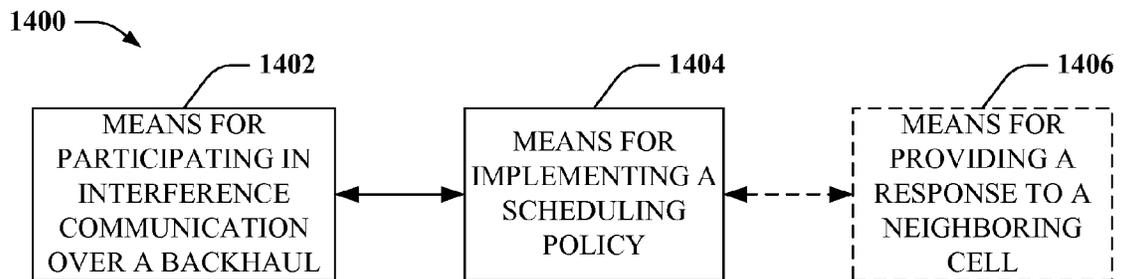 1400
1402
1404
1406
MEANS FOR
PARTICIPATING IN
INTERFERENCE
COMMUNICATION
OVER A BACKHAUL
MEANS FOR
IMPLEMENTING A
SCHEDULING
POLICY
MEANS FOR
PROVIDING A
RESPONSE TO A
NEIGHBORING
CELL